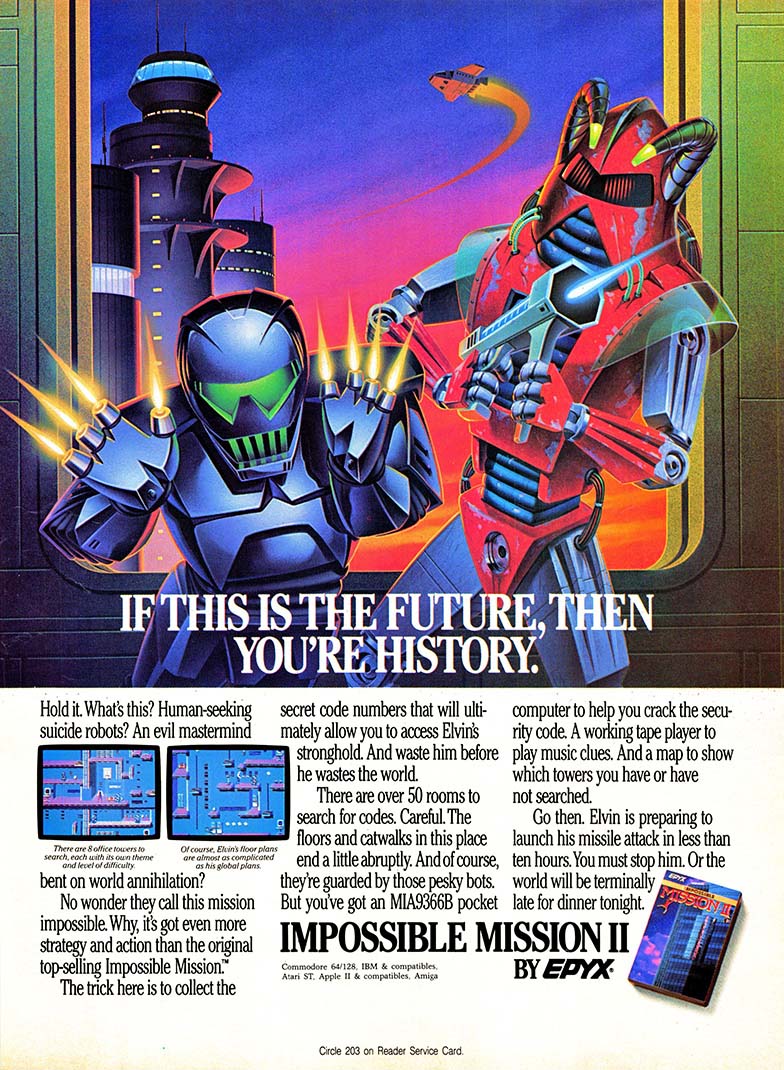 IF THIS IS THE FUTURE, THEN
YOU'RE HISTORY.
Hold it. What's this? Human-seeking
suicide robots? An evil mastermind
There are 8 office towers to
search, each with its own theme
and level of difficulty.
Of course, Elvin's floor plans
are almost as complicated
as his global plans.
bent on world annihilation?
No wonder they call this mission
impossible. Why, it's got even more
strategy and action than the original
top-selling Impossible Mission.™
The trick here is to collect the
secret code numbers that will ulti-
mately allow you to access Elvin's
stronghold. And waste him before
he wastes the world.
There are over 50 rooms to
search for codes. Careful. The
floors and catwalks in this place
end a little abruptly. And of course,
they're guarded by those pesky bots.
But you've got an MIA9366B pocket
computer to help you crack the secu-
rity code. A working tape player to
play music clues. And a map to show
which towers you have or have
not searched.
Go then. Elvin is preparing to
launch his missile attack in less than
ten hours. You must stop him. Or the
world will be terminally
late for dinner tonight.
EPYX
IMPOSSIBLE
MISSION II
IMPOSSIBLE MISSION II
BY EPYX®
Commodore 64/128, IBM & compatibles,
Atari ST, Apple II & compatibles, Amiga
Circle 203 on Reader Service Card.